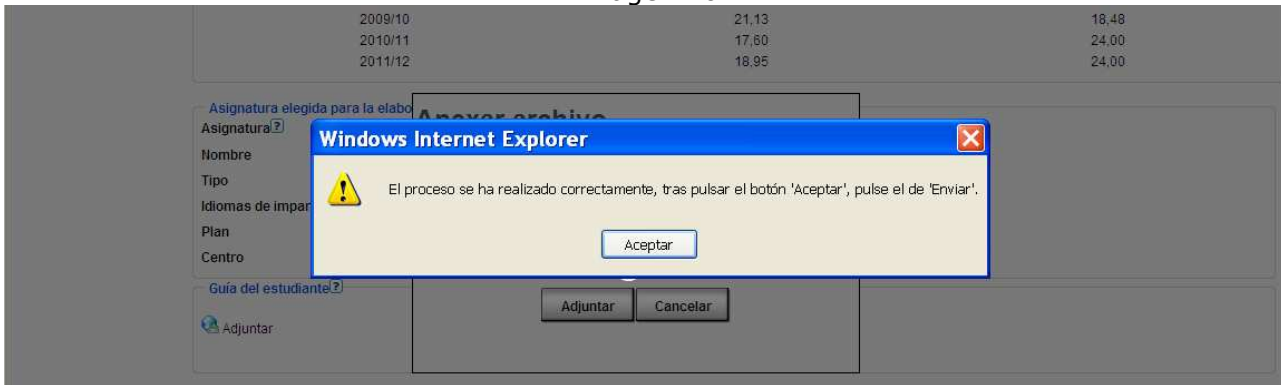 2009/10 21,13 18,48
2010/11 17,60 24,00
2011/12 18,95 24,00
Asignatura elegida para la elabo
Anexar archivo
Asignatura?
Windows Internet Explorer
Nombre
Tipo
El proceso se ha realizado correctamente, tras pulsar el botón 'Aceptar', pulse el de 'Enviar'.
Idiomas de impar
Plan
Aceptar
Centro
Guía del estudiante?
Adjuntar Cancelar
Adjuntar